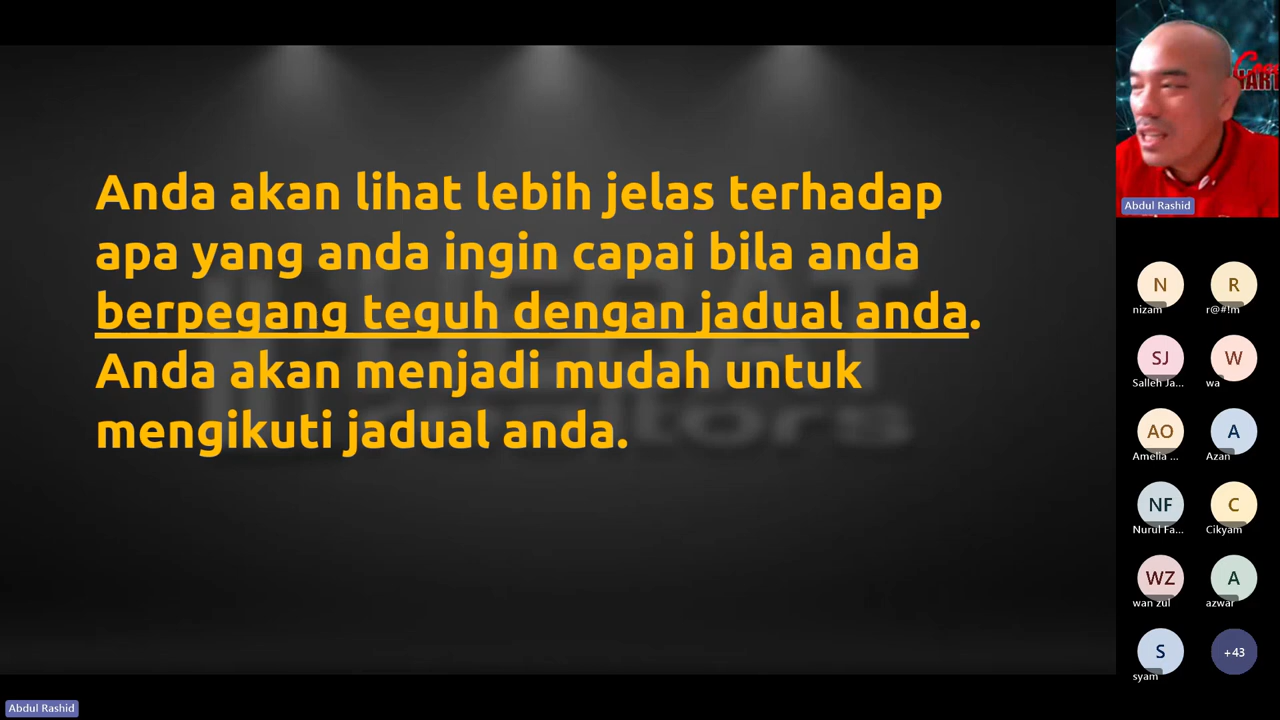 Anda akan lihat lebih jelas terhadap
apa yang anda ingin capai bila anda
berpegang teguh dengan jadual anda.
Anda akan menjadi mudah untuk
mengikuti jadual anda.
Abdul Rashid
N
nizam
R
r@#!m
SJ
Salleh Ja...
W
wa
AO
Amelia ...
A
Azan
NF
Nurul Fa...
C
Cikyam
WZ
wan zul
A
azwar
S
syam
+43
Abdul Rashid